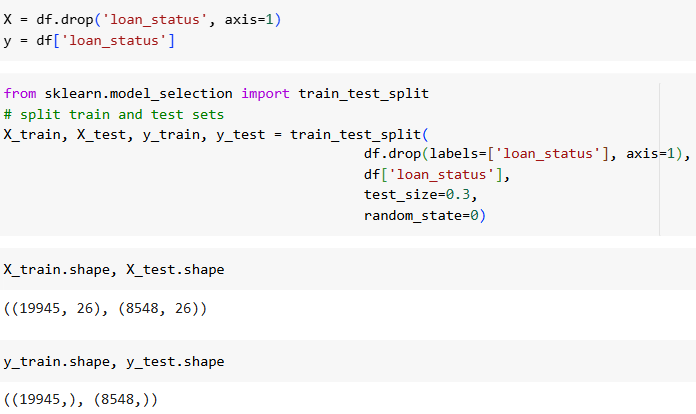 X = df.drop('loan_status', axis=1)
y = df['loan_status']
from sklearn.model_selection import train_test_split
# split train and test sets
X_train, X_test, y_train, y_test = train_test_split(
df.drop(labels=['loan_status'], axis=1),
df['loan_status'],
test_size=0.3,
random_state=0)
X_train.shape, X_test.shape
((19945, 26), (8548, 26))
y_train.shape, y_test.shape
((19945,), (8548,))